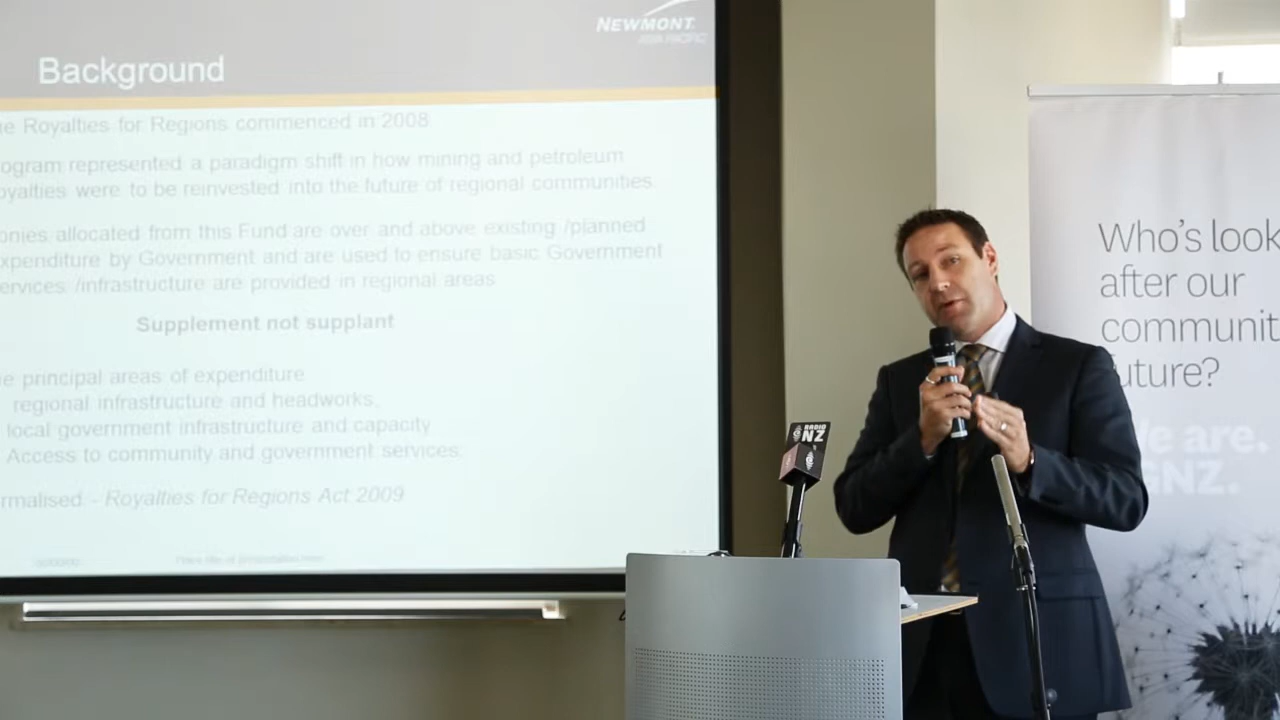 NEWMONT
ASIA PACIFIC
Background
e Royalties for Regions commenced in 2008
ogram represented a paradigm shift in how mining and petroleum
oyalties were to be reinvested into the future of regional communities.
onies allocated from this Fund are over and above existing /planned
xpenditure by Government and are used to ensure basic Government
ervices /infrastructure are provided in regional areas
Supplement not supplant
e principal areas of expenditure
regional infrastructure and headworks,
local government infrastructure and capacity
Access to community and government services.
rmalised - Royalties for Regions Act 2009
RADIO
NZ
Who's look
after our
communit
future?
e are.
GNZ.